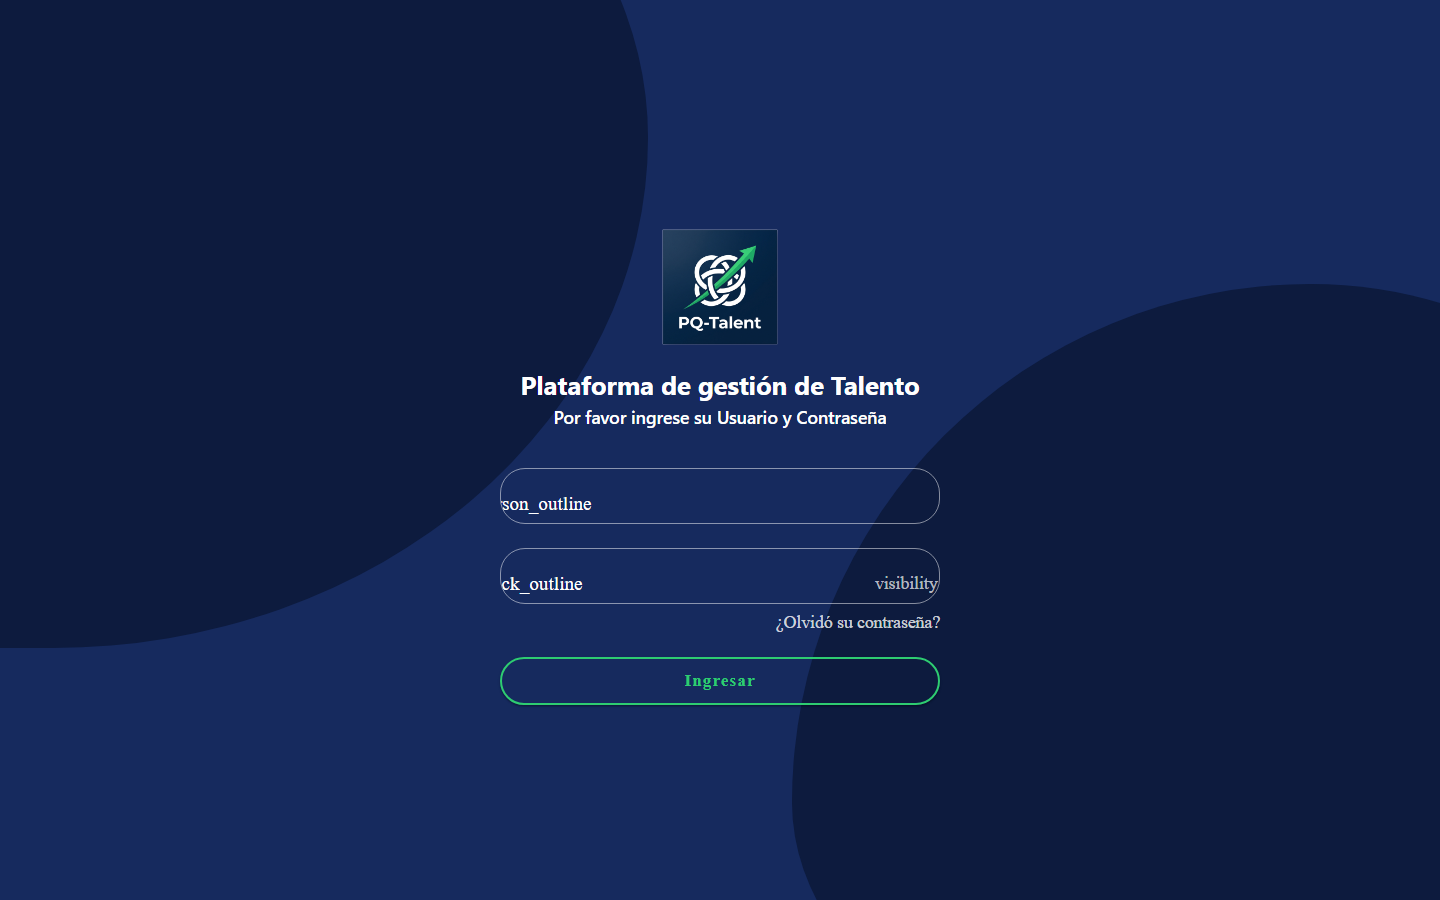 PQ-Talent
Plataforma de gestión de Talento
Por favor ingrese su Usuario y Contraseña
son_outline
ck_outline
visibility
¿Olvidó su contraseña?
Ingresar